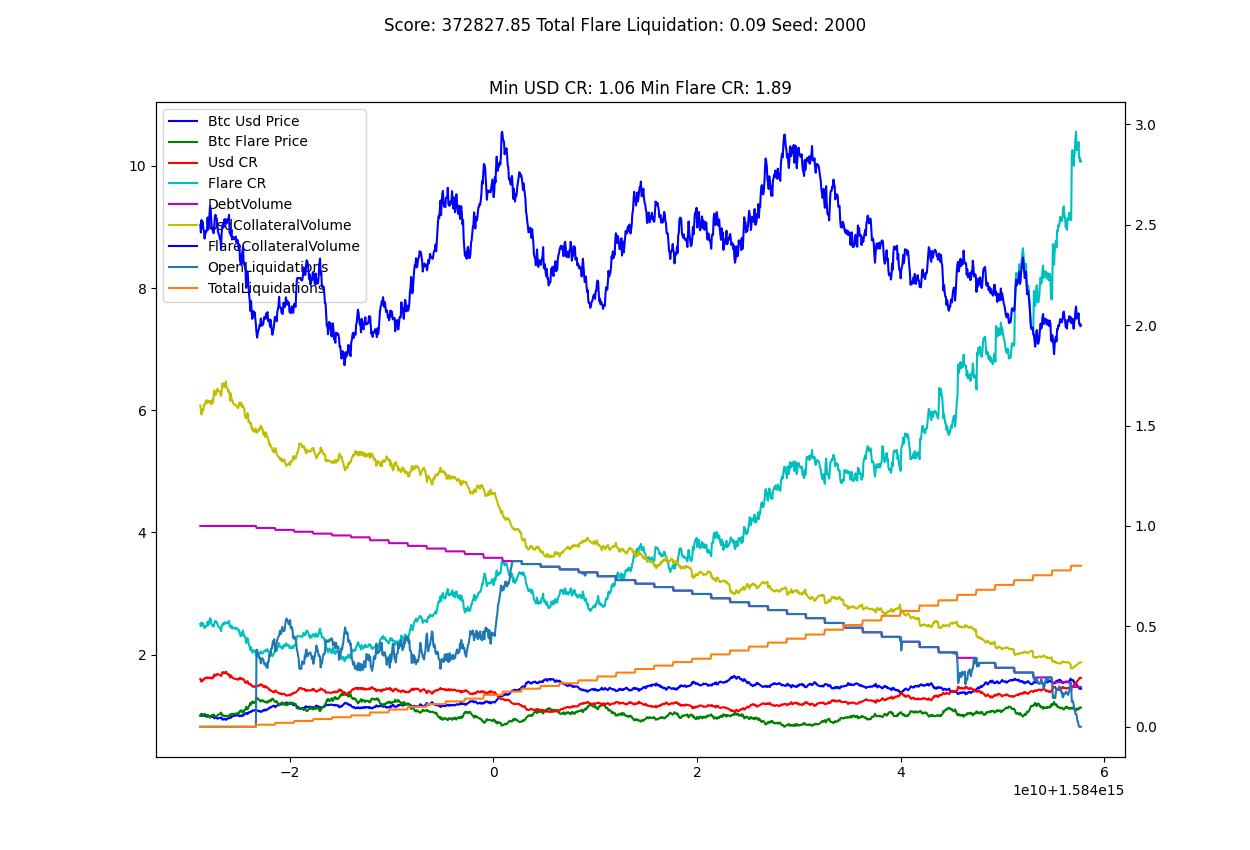 Score: 372827.85 Total Flare Liquidation: 0.09 Seed: 2000
Min USD CR: 1.06 Min Flare CR: 1.89
Btc Usd Price
Btc Flare Price
Usd CR
Flare CR
DebtVolume
UsdCollateralVolume
FlareCollateralVolume
OpenLiquidations
TotalLiquidations
10
8
6
4
2
3.0
2.5
2.0
1.5
1.0
0.5
0.0
−2 0 2 4 6
1e10+1.584e15